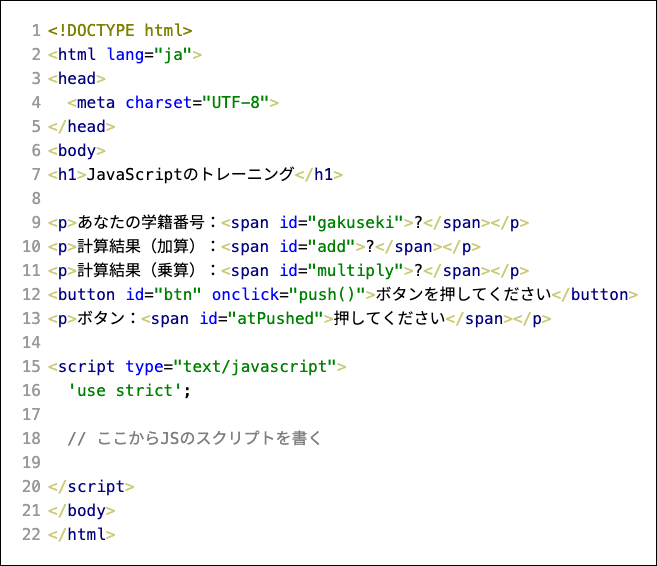 1 <!DOCTYPE html>
2 <html lang="ja">
3 <head>
4   <meta charset="UTF-8">
5 </head>
6 <body>
7 <h1>JavaScriptのトレーニング</h1>
8
9 <p>あなたの学籍番号：<span id="gakuseki">?</span></p>
10 <p>計算結果（加算）：<span id="add">?</span></p>
11 <p>計算結果（乗算）：<span id="multiply">?</span></p>
12 <button id="btn" onclick="push()">ボタンを押してください</button>
13 <p>ボタン：<span id="atPushed">押してください</span></p>
14
15 <script type="text/javascript">
16   'use strict';
17
18   // ここからJSのスクリプトを書く
19
20 </script>
21 </body>
22 </html>